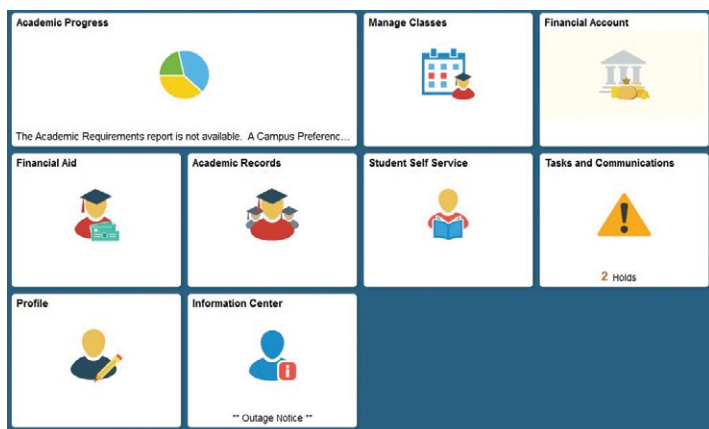 Academic Progress
Manage Classes
Financial Account
The Academic Requirements report is not available. A Campus Preferenc...
Financial Aid
Academic Records
Student Self Service
Tasks and Communications
2 Holds
Profile
Information Center
** Outage Notice **